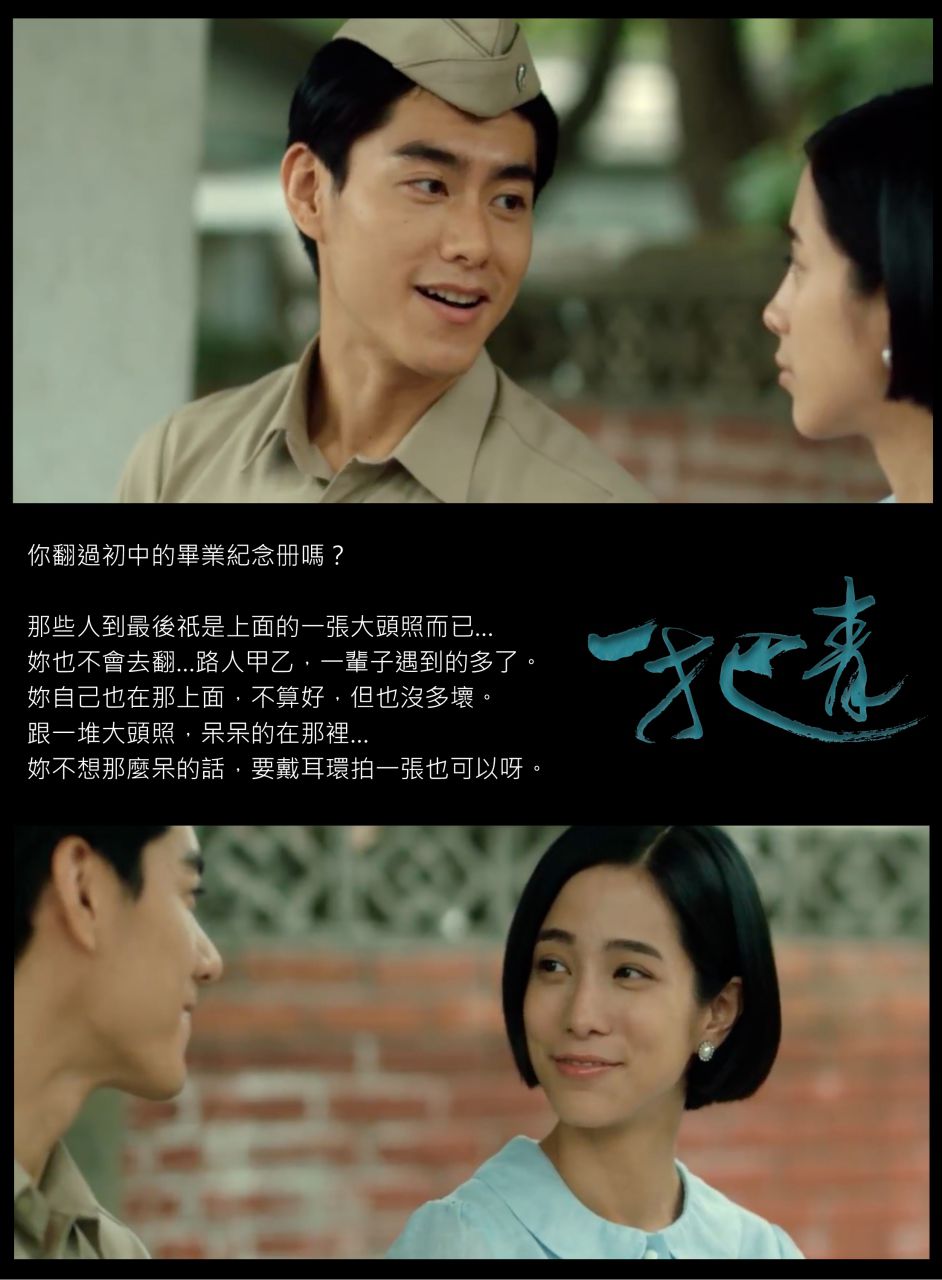 你翻過初中的畢業紀念册嗎？
那些人到最後祇是上面的一張大頭照而已...
妳也不會去翻...路人甲乙，一輩子遇到的多了。
妳自己也在那上面，不算好，但也沒多壞。
跟一堆大頭照，呆呆的在那裡...
妳不想那麼呆的話，要戴耳環拍一張也可以呀。
一把青